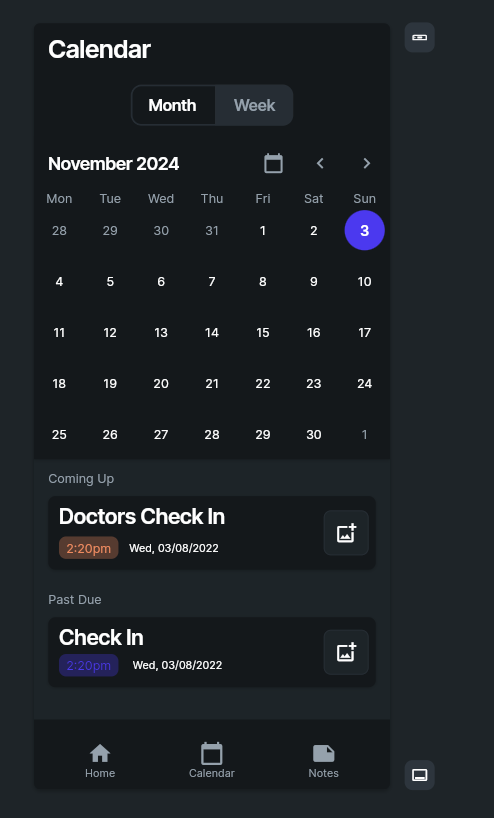 Calendar
Month Week
November 2024
Mon Tue Wed Thu Fri Sat Sun
28 29 30 31 1 2 3
4 5 6 7 8 9 10
11 12 13 14 15 16 17
18 19 20 21 22 23 24
25 26 27 28 29 30 1
Coming Up
Doctors Check In
2:20pm Wed, 03/08/2022
Past Due
Check In
2:20pm Wed, 03/08/2022
Home Calendar Notes